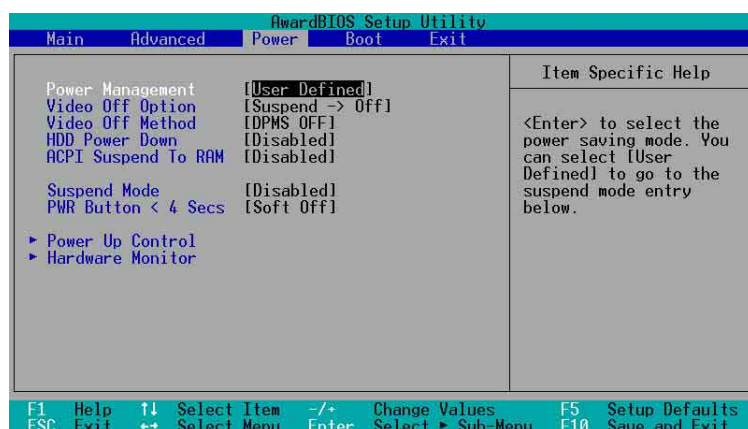 AwardBIOS Setup Utility
Main Advanced Power Boot Exit
Power Management [User Defined]
Video Off Option [Suspend -> Off]
Video Off Method [DPMS OFF]
HDD Power Down [Disabled]
ACPI Suspend To RAM [Disabled]
Suspend Mode [Disabled]
PWR Button < 4 Secs [Soft Off]
▶ Power Up Control
▶ Hardware Monitor
Item Specific Help
<Enter> to select the
power saving mode. You
can select [User
Defined] to go to the
suspend mode entry
below.
F1 Help ↑↓ Select Item -/+ Change Values F5 Setup Defaults
ESC Exit ←→ Select Menu Enter Select ▶ Sub-Menu F10 Save and Exit